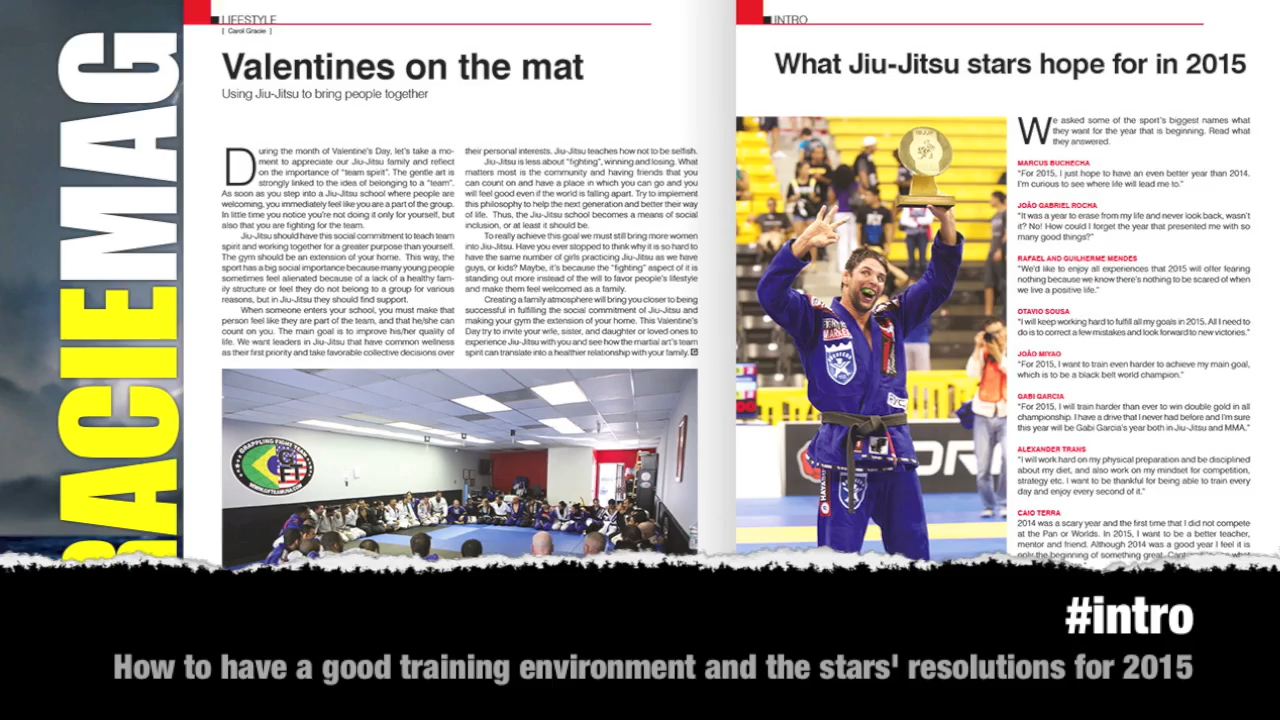 RACIEMAG
LIFESTYLE
[ Carol Gracie ]
Valentines on the mat
Using Jiu-Jitsu to bring people together
During the month of Valentine's Day, let's take a mo-
ment to appreciate our Jiu-Jitsu family and reflect
on the importance of "team spirit". The gentle art is
strongly linked to the idea of belonging to a "team".
As soon as you step into a Jiu-Jitsu school where people are
welcoming, you immediately feel like you are a part of the group.
In little time you notice you're not doing it only for yourself, but
also that you are fighting for the team.
Jiu-Jitsu should have this social commitment to teach team
spirit and working together for a greater purpose than yourself.
The gym should be an extension of your home. This way, the
sport has a big social importance because many young people
sometimes feel alienated because of a lack of a healthy fam-
ily structure or feel they do not belong to a group for various
reasons, but in Jiu-Jitsu they should find support.
When someone enters your school, you must make that
person feel like they are part of the team, and that he/she can
count on you. The main goal is to improve his/her quality of
life. We want leaders in Jiu-Jitsu that have common wellness
as their first priority and take favorable collective decisions over
their personal interests. Jiu-Jitsu teaches how not to be selfish.
Jiu-Jitsu is less about "fighting", winning and losing. What
matters most is the community and having friends that you
can count on and have a place in which you can go and you
will feel good even if the world is falling apart. Try to implement
this philosophy to help the next generation and better their way
of life. Thus, the Jiu-Jitsu school becomes a means of social
inclusion, or at least it should be.
To really achieve this goal we must still bring more women
into Jiu-Jitsu. Have you ever stopped to think why it is so hard to
have the same number of girls practicing Jiu-Jitsu as we have
guys, or kids? Maybe, it's because the "fighting" aspect of it is
standing out more instead of the will to favor people's lifestyle
and make them feel welcomed as a family.
Creating a family atmosphere will bring you closer to being
successful in fulfilling the social commitment of Jiu-Jitsu and
making your gym the extension of your home. This Valentine's
Day try to invite your wife, sister, and daughter or loved ones to
experience Jiu-Jitsu with you and see how the martial art's team
spirit can translate into a healthier relationship with your family.
GRAPPLING FIGHT TEAM
GFT
WWW.GFTEAMUSA.COM
INTRO
What Jiu-Jitsu stars hope for in 2015
We asked some of the sport's biggest names what
they want for the year that is beginning. Read what
they answered.
MARCUS BUCHECHA
"For 2015, I just hope to have an even better year than 2014.
I'm curious to see where life will lead me to."
JOÃO GABRIEL ROCHA
"It was a year to erase from my life and never look back, wasn't
it? No! How could I forget the year that presented me with so
many good things?"
RAFAEL AND GUILHERME MENDES
"We'd like to enjoy all experiences that 2015 will offer fearing
nothing because we know there's nothing to be scared of when
we live a positive life."
OTAVIO SOUSA
"I will keep working hard to fulfill all my goals in 2015. All I need to
do is to correct a few mistakes and look forward to new victories."
JOÃO MIYAO
"For 2015, I want to train even harder to achieve my main goal,
which is to be a black belt world champion."
GABI GARCIA
"For 2015, I will train harder than ever to win double gold in all
championship. I have a drive that I never had before and I'm sure
this year will be Gabi Garcia's year both in Jiu-Jitsu and MMA."
ALEXANDER TRANS
"I will work hard on my physical preparation and be disciplined
about my diet, and also work on my mindset for competition,
strategy etc. I want to be thankful for being able to train every
day and enjoy every second of it."
CAIO TERRA
2014 was a scary year and the first time that I did not compete
at the Pan or Worlds. In 2015, I want to be a better teacher,
mentor and friend. Although 2014 was a good year I feel it is
only the beginning of something great.
#intro
How to have a good training environment and the stars' resolutions for 2015